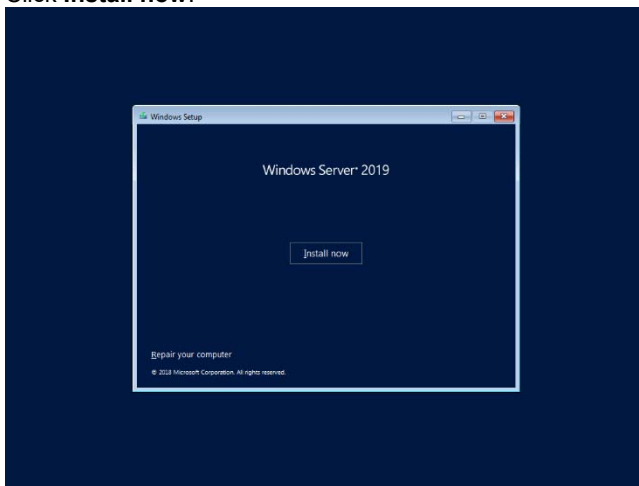 Click Install now.
Windows Setup
Windows Server® 2019
Install now
Repair your computer
© 2018 Microsoft Corporation. All rights reserved.